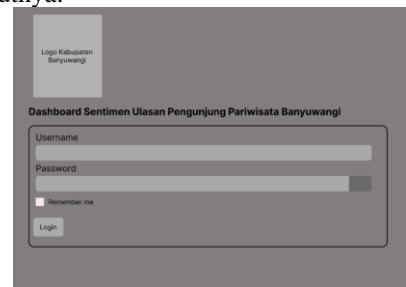 Logo Kabupaten
Banyuwangi
Dashboard Sentimen Ulasan Pengunjung Pariwisata Banyuwangi
Username
Password
Remember me
Login